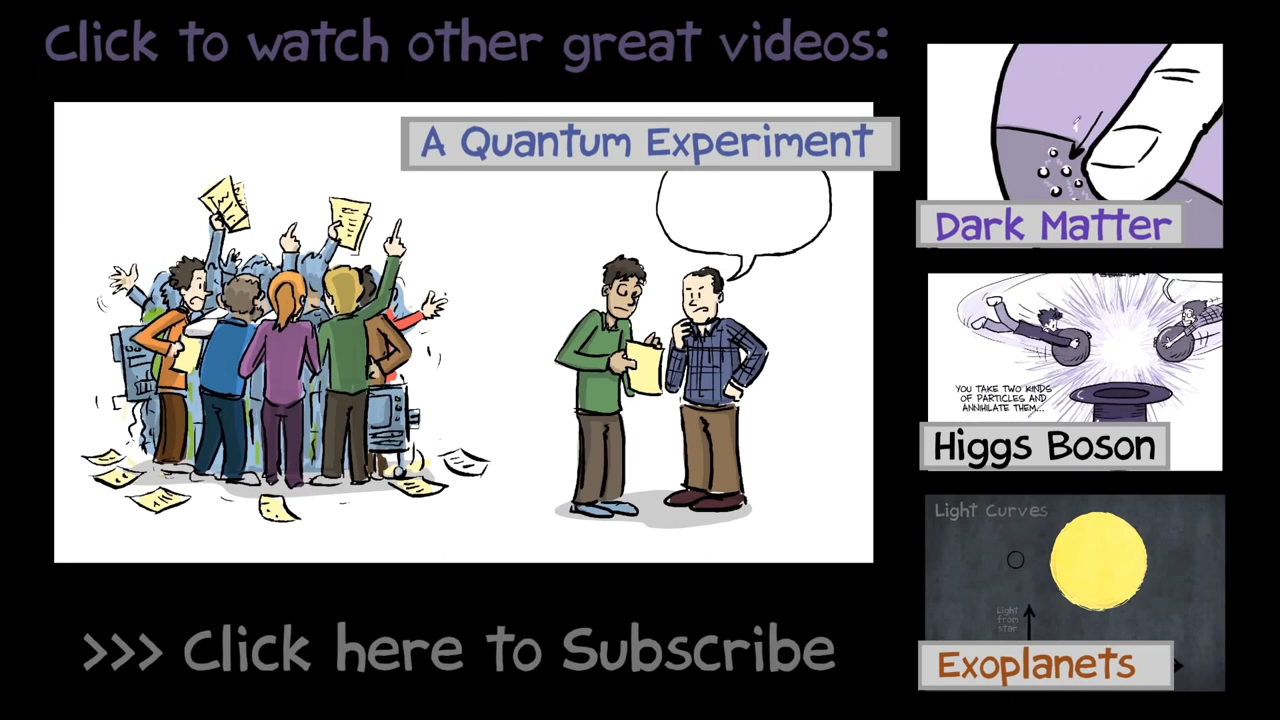 Click to watch other great videos:
A Quantum Experiment
Dark Matter
YOU TAKE TWO KINDS
OF PARTICLES AND
ANNIHILATE THEM...
Higgs Boson
Light Curves
Light
from
star
Exoplanets
>>> Click here to Subscribe